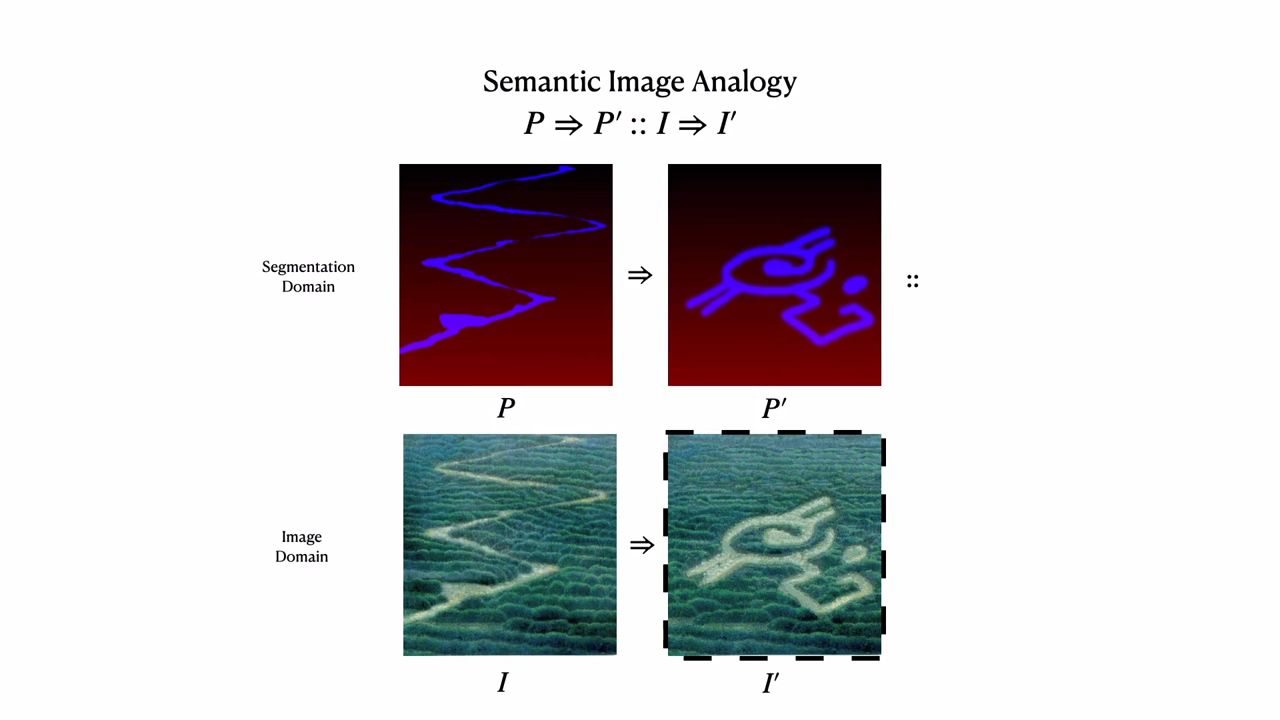 Semantic Image Analogy
P ⇒ P′ :: I ⇒ I′
Segmentation
Domain
⇒
::
P
P′
Image
Domain
⇒
I
I′